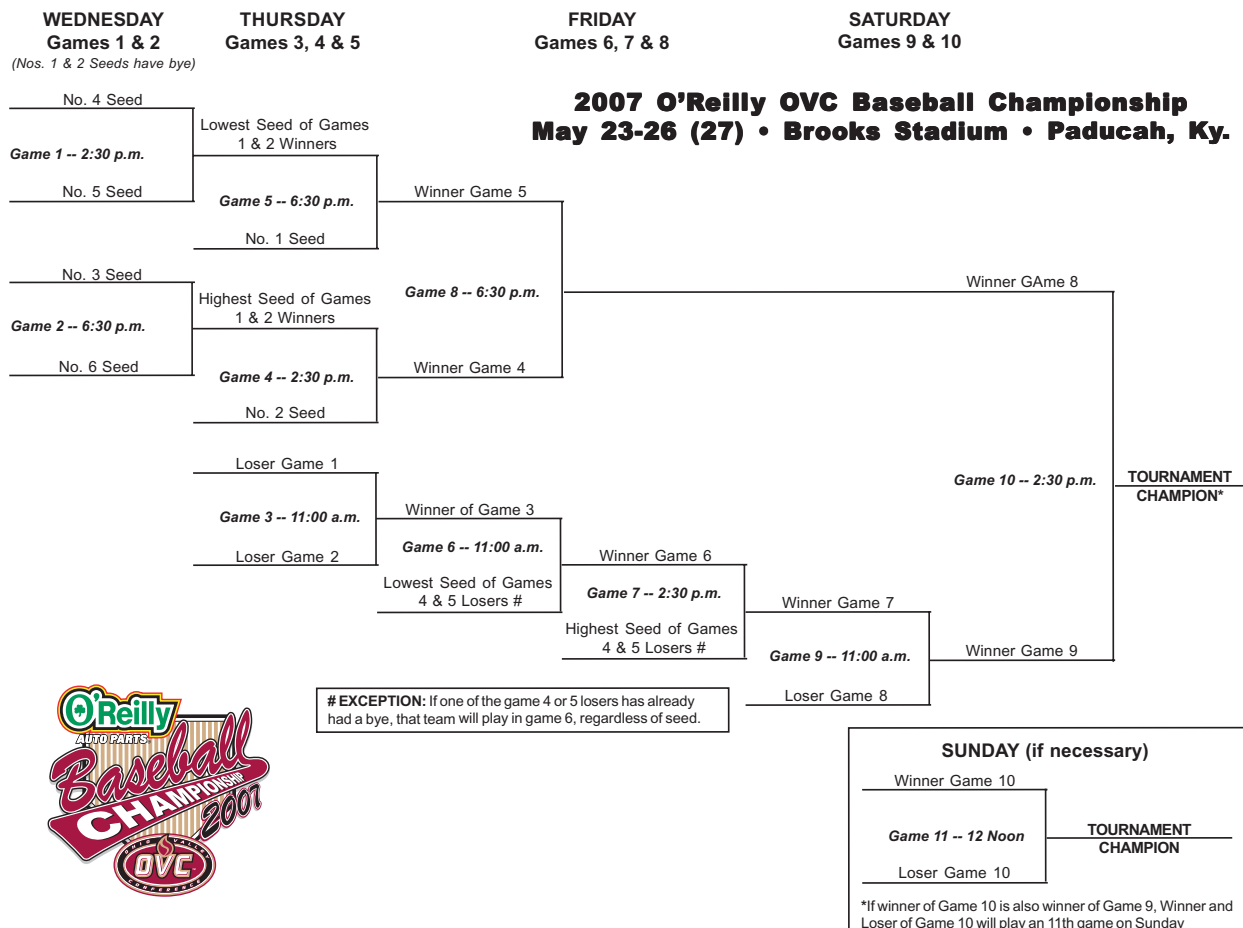 WEDNESDAY
Games 1 & 2
(Nos. 1 & 2 Seeds have bye)
THURSDAY
Games 3, 4 & 5
FRIDAY
Games 6, 7 & 8
SATURDAY
Games 9 & 10
2007 O'Reilly OVC Baseball Championship
May 23-26 (27) • Brooks Stadium • Paducah, Ky.
No. 4 Seed
Game 1 -- 2:30 p.m.
No. 5 Seed
No. 3 Seed
Game 2 -- 6:30 p.m.
No. 6 Seed
Lowest Seed of Games
1 & 2 Winners
Game 5 -- 6:30 p.m.
No. 1 Seed
Highest Seed of Games
1 & 2 Winners
Game 4 -- 2:30 p.m.
No. 2 Seed
Loser Game 1
Game 3 -- 11:00 a.m.
Loser Game 2
Winner Game 5
Game 8 -- 6:30 p.m.
Winner Game 4
Winner of Game 3
Game 6 -- 11:00 a.m.
Lowest Seed of Games
4 & 5 Losers #
Winner Game 6
Game 7 -- 2:30 p.m.
Highest Seed of Games
4 & 5 Losers #
Winner Game 7
Game 9 -- 11:00 a.m.
Loser Game 8
Winner GAme 8
Game 10 -- 2:30 p.m.
Winner Game 9
TOURNAMENT
CHAMPION*
# EXCEPTION: If one of the game 4 or 5 losers has already
had a bye, that team will play in game 6, regardless of seed.
O'Reilly
AUTO PARTS
Baseball
CHAMPIONSHIP
2007
OHIO VALLEY
OVC
CONFERENCE
SUNDAY (if necessary)
Winner Game 10
Game 11 -- 12 Noon
Loser Game 10
TOURNAMENT
CHAMPION
*If winner of Game 10 is also winner of Game 9, Winner and
Loser of Game 10 will play an 11th game on Sunday